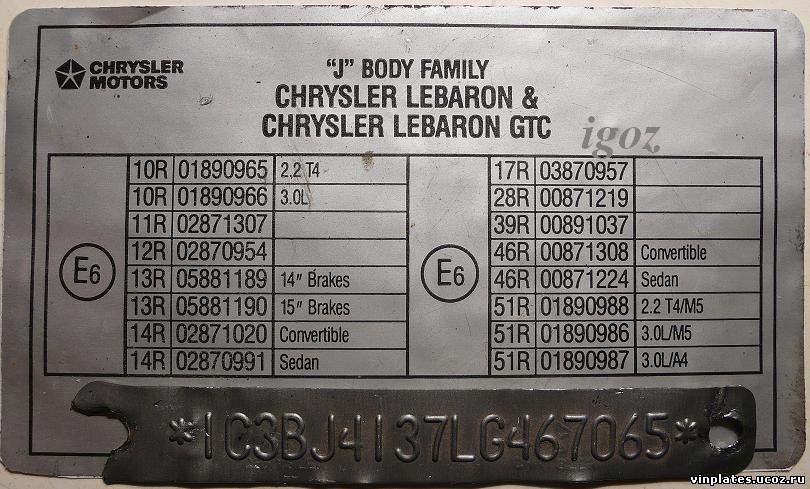 CHRYSLER
MOTORS
"J" BODY FAMILY
CHRYSLER LEBARON &
CHRYSLER LEBARON GTC
igoz
E6
10R 01890965 2.2 T4
10R 01890966 3.0L
11R 02871307
12R 02870954
13R 05881189 14" Brakes
13R 05881190 15" Brakes
14R 02871020 Convertible
14R 02870991 Sedan
E6
17R 03870957
28R 00871219
39R 00891037
46R 00871308 Convertible
46R 00871224 Sedan
51R 01890988 2.2 T4/M5
51R 01890986 3.0L/M5
51R 01890987 3.0L/A4
*1C3BJ4137LG467065*
vinplates.ucoz.ru